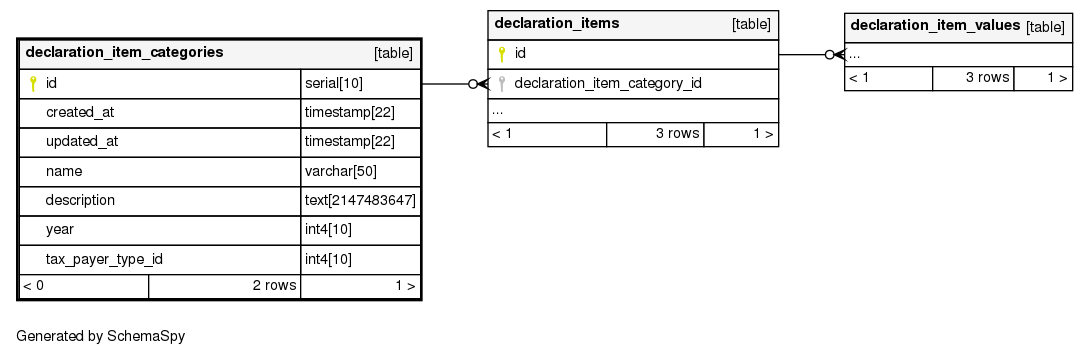 declaration_item_categories [table]
id serial[10]
created_at timestamp[22]
updated_at timestamp[22]
name varchar[50]
description text[2147483647]
year int4[10]
tax_payer_type_id int4[10]
< 0 2 rows 1 >
declaration_items [table]
id
declaration_item_category_id
...
< 1 3 rows 1 >
declaration_item_values [table]
...
< 1 3 rows 1 >
Generated by SchemaSpy